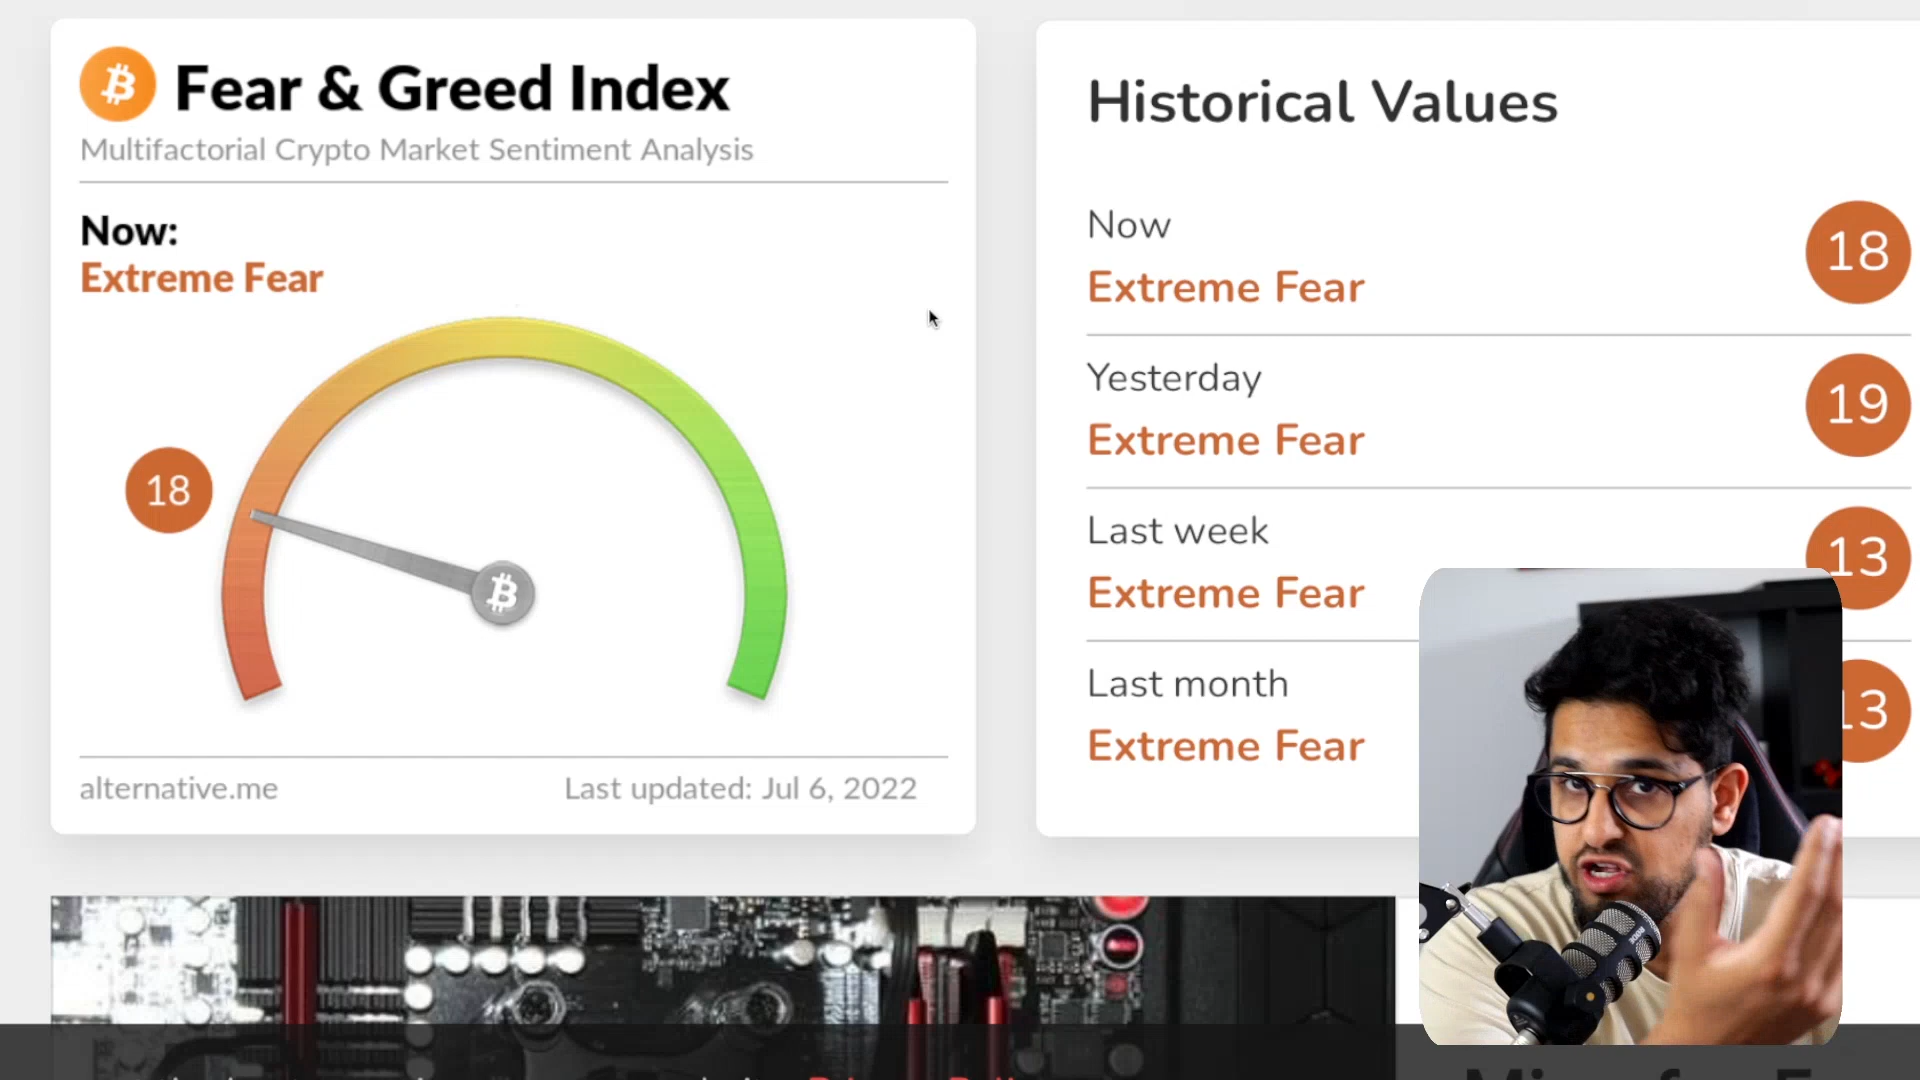 Fear & Greed Index
Multifactorial Crypto Market Sentiment Analysis
Now:
Extreme Fear
18
alternative.me
Last updated: Jul 6, 2022
Historical Values
Now
Extreme Fear
18
Yesterday
Extreme Fear
19
Last week
Extreme Fear
13
Last month
Extreme Fear
13